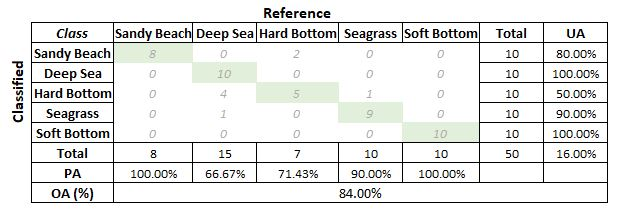 Reference
Class Sandy Beach Deep Sea Hard Bottom Seagrass Soft Bottom Total UA
Sandy Beach 8 0 2 0 0 10 80.00%
Deep Sea 0 10 0 0 0 10 100.00%
Hard Bottom 0 4 5 1 0 10 50.00%
Seagrass 0 1 0 9 0 10 90.00%
Soft Bottom 0 0 0 0 10 10 100.00%
Total 8 15 7 10 10 50 16.00%
PA 100.00% 66.67% 71.43% 90.00% 100.00%
OA (%) 84.00%
Classified